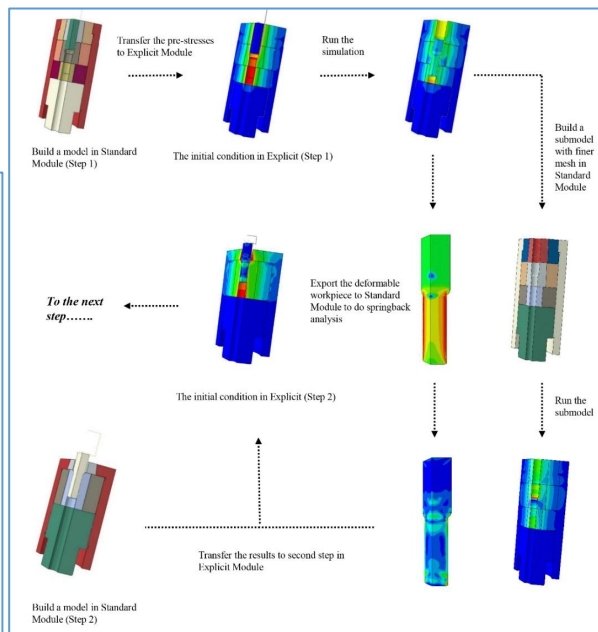 Transfer the pre-stresses
to Explicit Module
Run the
simulation
Build a model in Standard
Module (Step 1)
The initial condition in Explicit (Step 1)
Build a
submodel
with finer
mesh in
Standard
Module
To the next
step…….
Export the deformable
workpiece to Standard
Module to do springback
analysis
The initial condition in Explicit (Step 2)
Run the
submodel
Transfer the results to second step in
Explicit Module
Build a model in Standard
Module (Step 2)